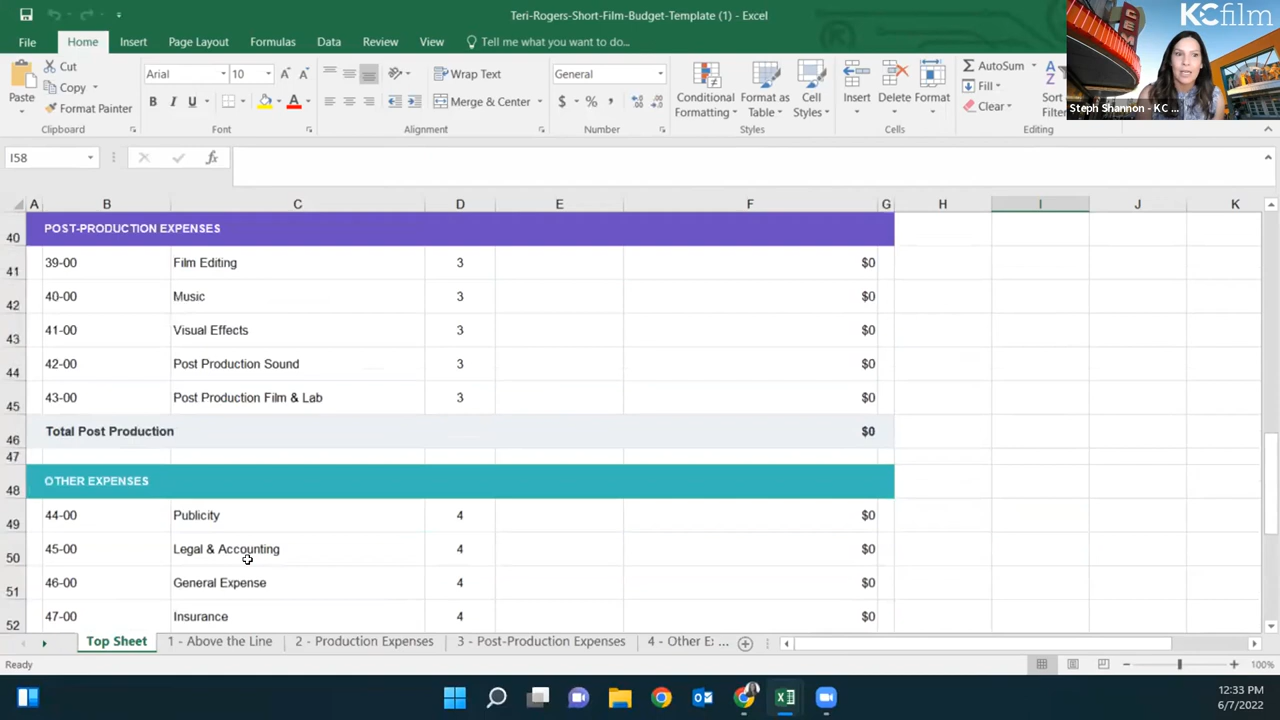 Teri-Rogers-Short-Film-Budget-Template (1) - Excel
KCfilm
CEM
Steph Shannon - KC ...
File Home Insert Page Layout Formulas Data Review View Tell me what you want to do...
Paste
Cut
Copy
Format Painter
Clipboard
Arial 10
B I U A
Font
Wrap Text
Merge & Center
Alignment
General
$ % ,
Number
Conditional Formatting
Format as Table
Cell Styles
Styles
Insert Delete Format
Cells
AutoSum
Fill
Clear
Sort
Editing
I58 fx
A B C D E F G H I J K
40 POST-PRODUCTION EXPENSES
41 39-00 Film Editing 3 $0
42 40-00 Music 3 $0
43 41-00 Visual Effects 3 $0
44 42-00 Post Production Sound 3 $0
45 43-00 Post Production Film & Lab 3 $0
46 Total Post Production $0
47
48 OTHER EXPENSES
49 44-00 Publicity 4 $0
50 45-00 Legal & Accounting 4 $0
51 46-00 General Expense 4 $0
52 47-00 Insurance 4 $0
Top Sheet 1 - Above the Line 2 - Production Expenses 3 - Post-Production Expenses 4 - Other E: ...
Ready 100%
12:33 PM
6/7/2022